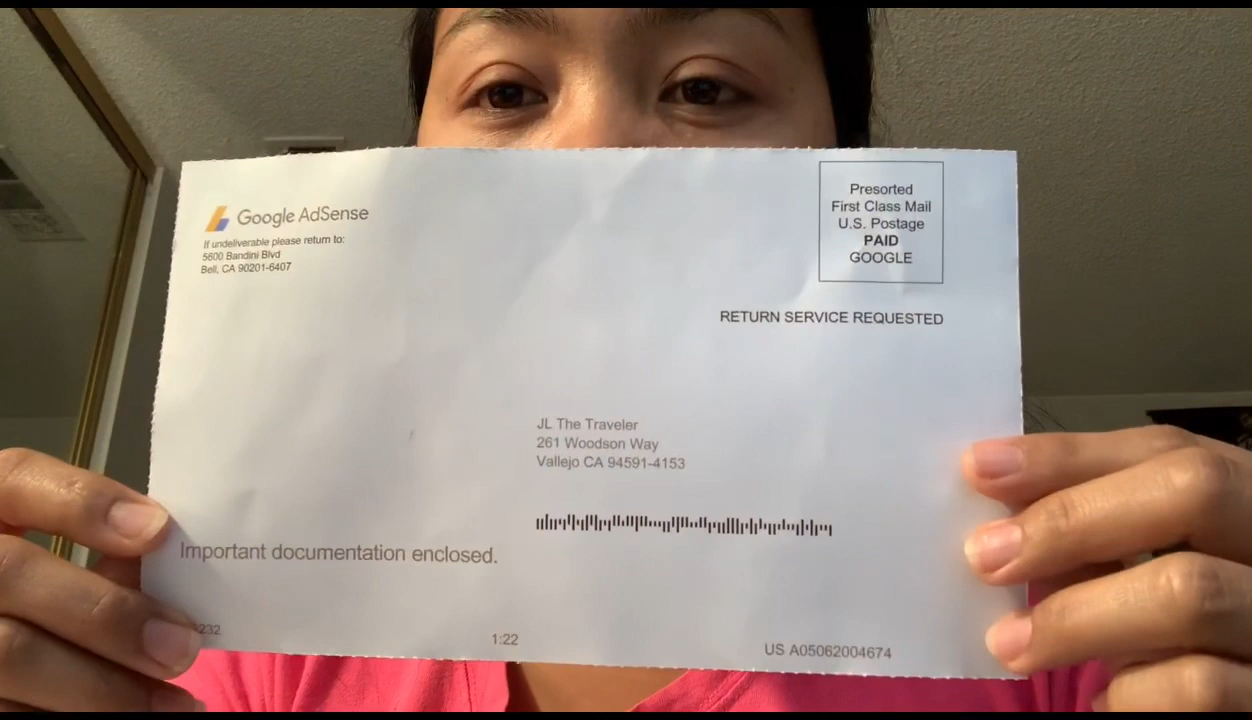 Google AdSense
If undeliverable please return to:
5600 Bandini Blvd
Bell, CA 90201-6407
Presorted
First Class Mail
U.S. Postage
PAID
GOOGLE
RETURN SERVICE REQUESTED
JL The Traveler
261 Woodson Way
Vallejo CA 94591-4153
Important documentation enclosed.
1:22
US A05062004674